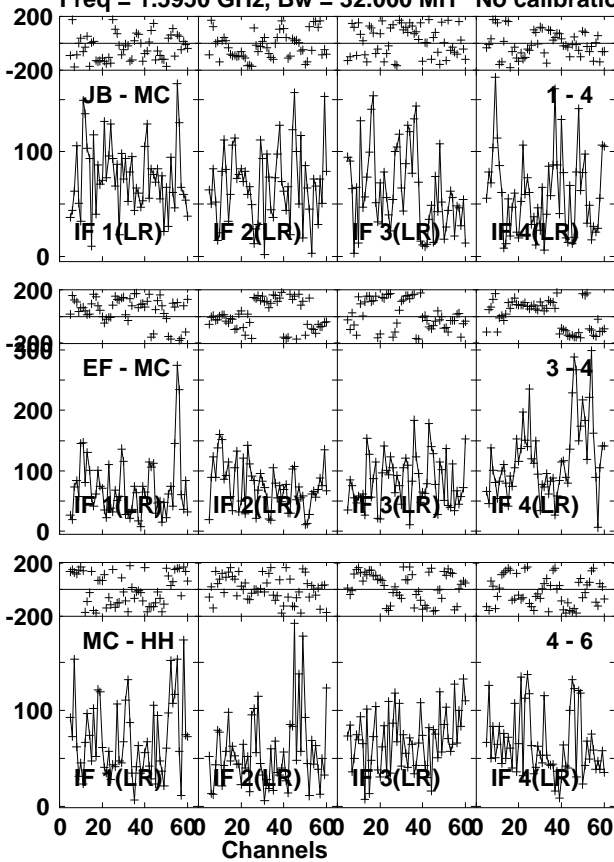 Freq = 1.5950 GHz, Bw = 32.000 MH No calibratio
200
-200
JB - MC 1 - 4
100
IF 1(LR) IF 2(LR) IF 3(LR) IF 4(LR)
0
200
-200
300
EF - MC 3 - 4
200
100
IF 1(LR) IF 2(LR) IF 3(LR) IF 4(LR)
0
200
-200
MC - HH 4 - 6
100
IF 1(LR) IF 2(LR) IF 3(LR) IF 4(LR)
0
0 20 40 60 0 20 40 60 0 20 40 60 0 20 40 60
Channels